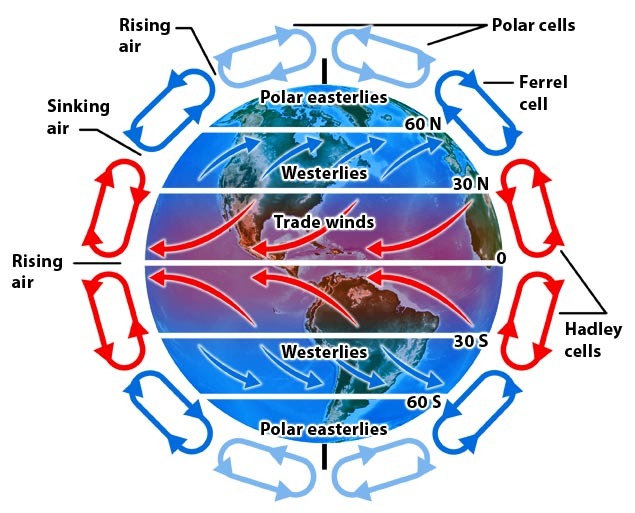 Rising
air
Polar cells
Polar easterlies
Ferrel
cell
Sinking
air
60 N
Westerlies
30 N
Trade winds
Rising
air
0
Hadley
cells
30 S
Westerlies
60 S
Polar easterlies